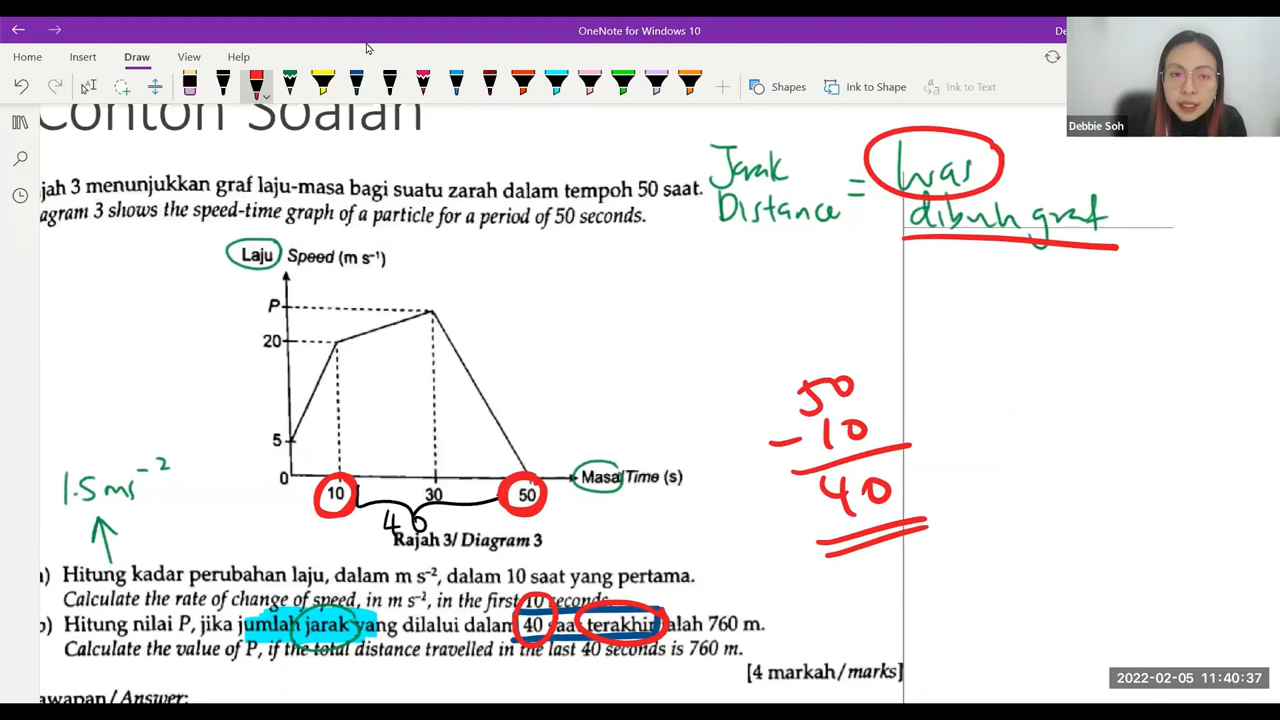 OneNote for Windows 10
De
Home Insert Draw View Help
Shapes
Ink to Shape
Ink to Text
Debbie Soh
Contoh Soalan
jah 3 menunjukkan graf laju-masa bagi suatu zarah dalam tempoh 50 saat.
agram 3 shows the speed-time graph of a particle for a period of 50 seconds.
Jarak
Distance
=
luas
dibwh graf
Laju Speed (m s⁻¹)
P
20
5
0
10
30
50
Masa/Time (s)
40
Rajah 3/ Diagram 3
1.5 ms⁻²
50
- 10
40
a) Hitung kadar perubahan laju, dalam m s⁻², dalam 10 saat yang pertama.
Calculate the rate of change of speed, in m s⁻², in the first 10 seconds.
b) Hitung nilai P, jika jumlah jarak yang dilalui dalam 40 saat terakhir ialah 760 m.
Calculate the value of P, if the total distance travelled in the last 40 seconds is 760 m.
[4 markah/marks]
awapan/Answer:
2022-02-05 11:40:37